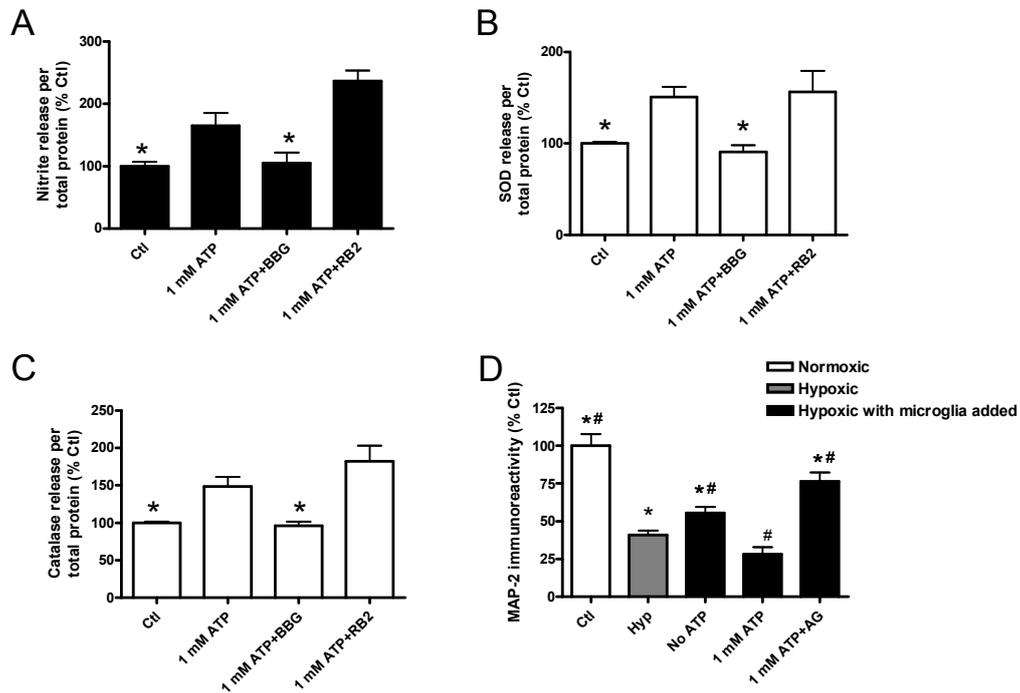 A
Nitrite release per
total protein (% Ctl)
300
200
100
0
*
*
Ctl
1 mM ATP
1 mM ATP+BBG
1 mM ATP+RB2
B
SOD release per
total protein (% Ctl)
200
100
0
*
*
Ctl
1 mM ATP
1 mM ATP+BBG
1 mM ATP+RB2
C
Catalase release per
total protein (% Ctl)
250
200
150
100
50
0
*
*
Ctl
1 mM ATP
1 mM ATP+BBG
1 mM ATP+RB2
D
Normoxic
Hypoxic
Hypoxic with microglia added
MAP-2 immunoreactivity (% Ctl)
125
100
75
50
25
0
*#
*
*#
#
*#
Ctl
Hyp
No ATP
1 mM ATP
1 mM ATP+AG